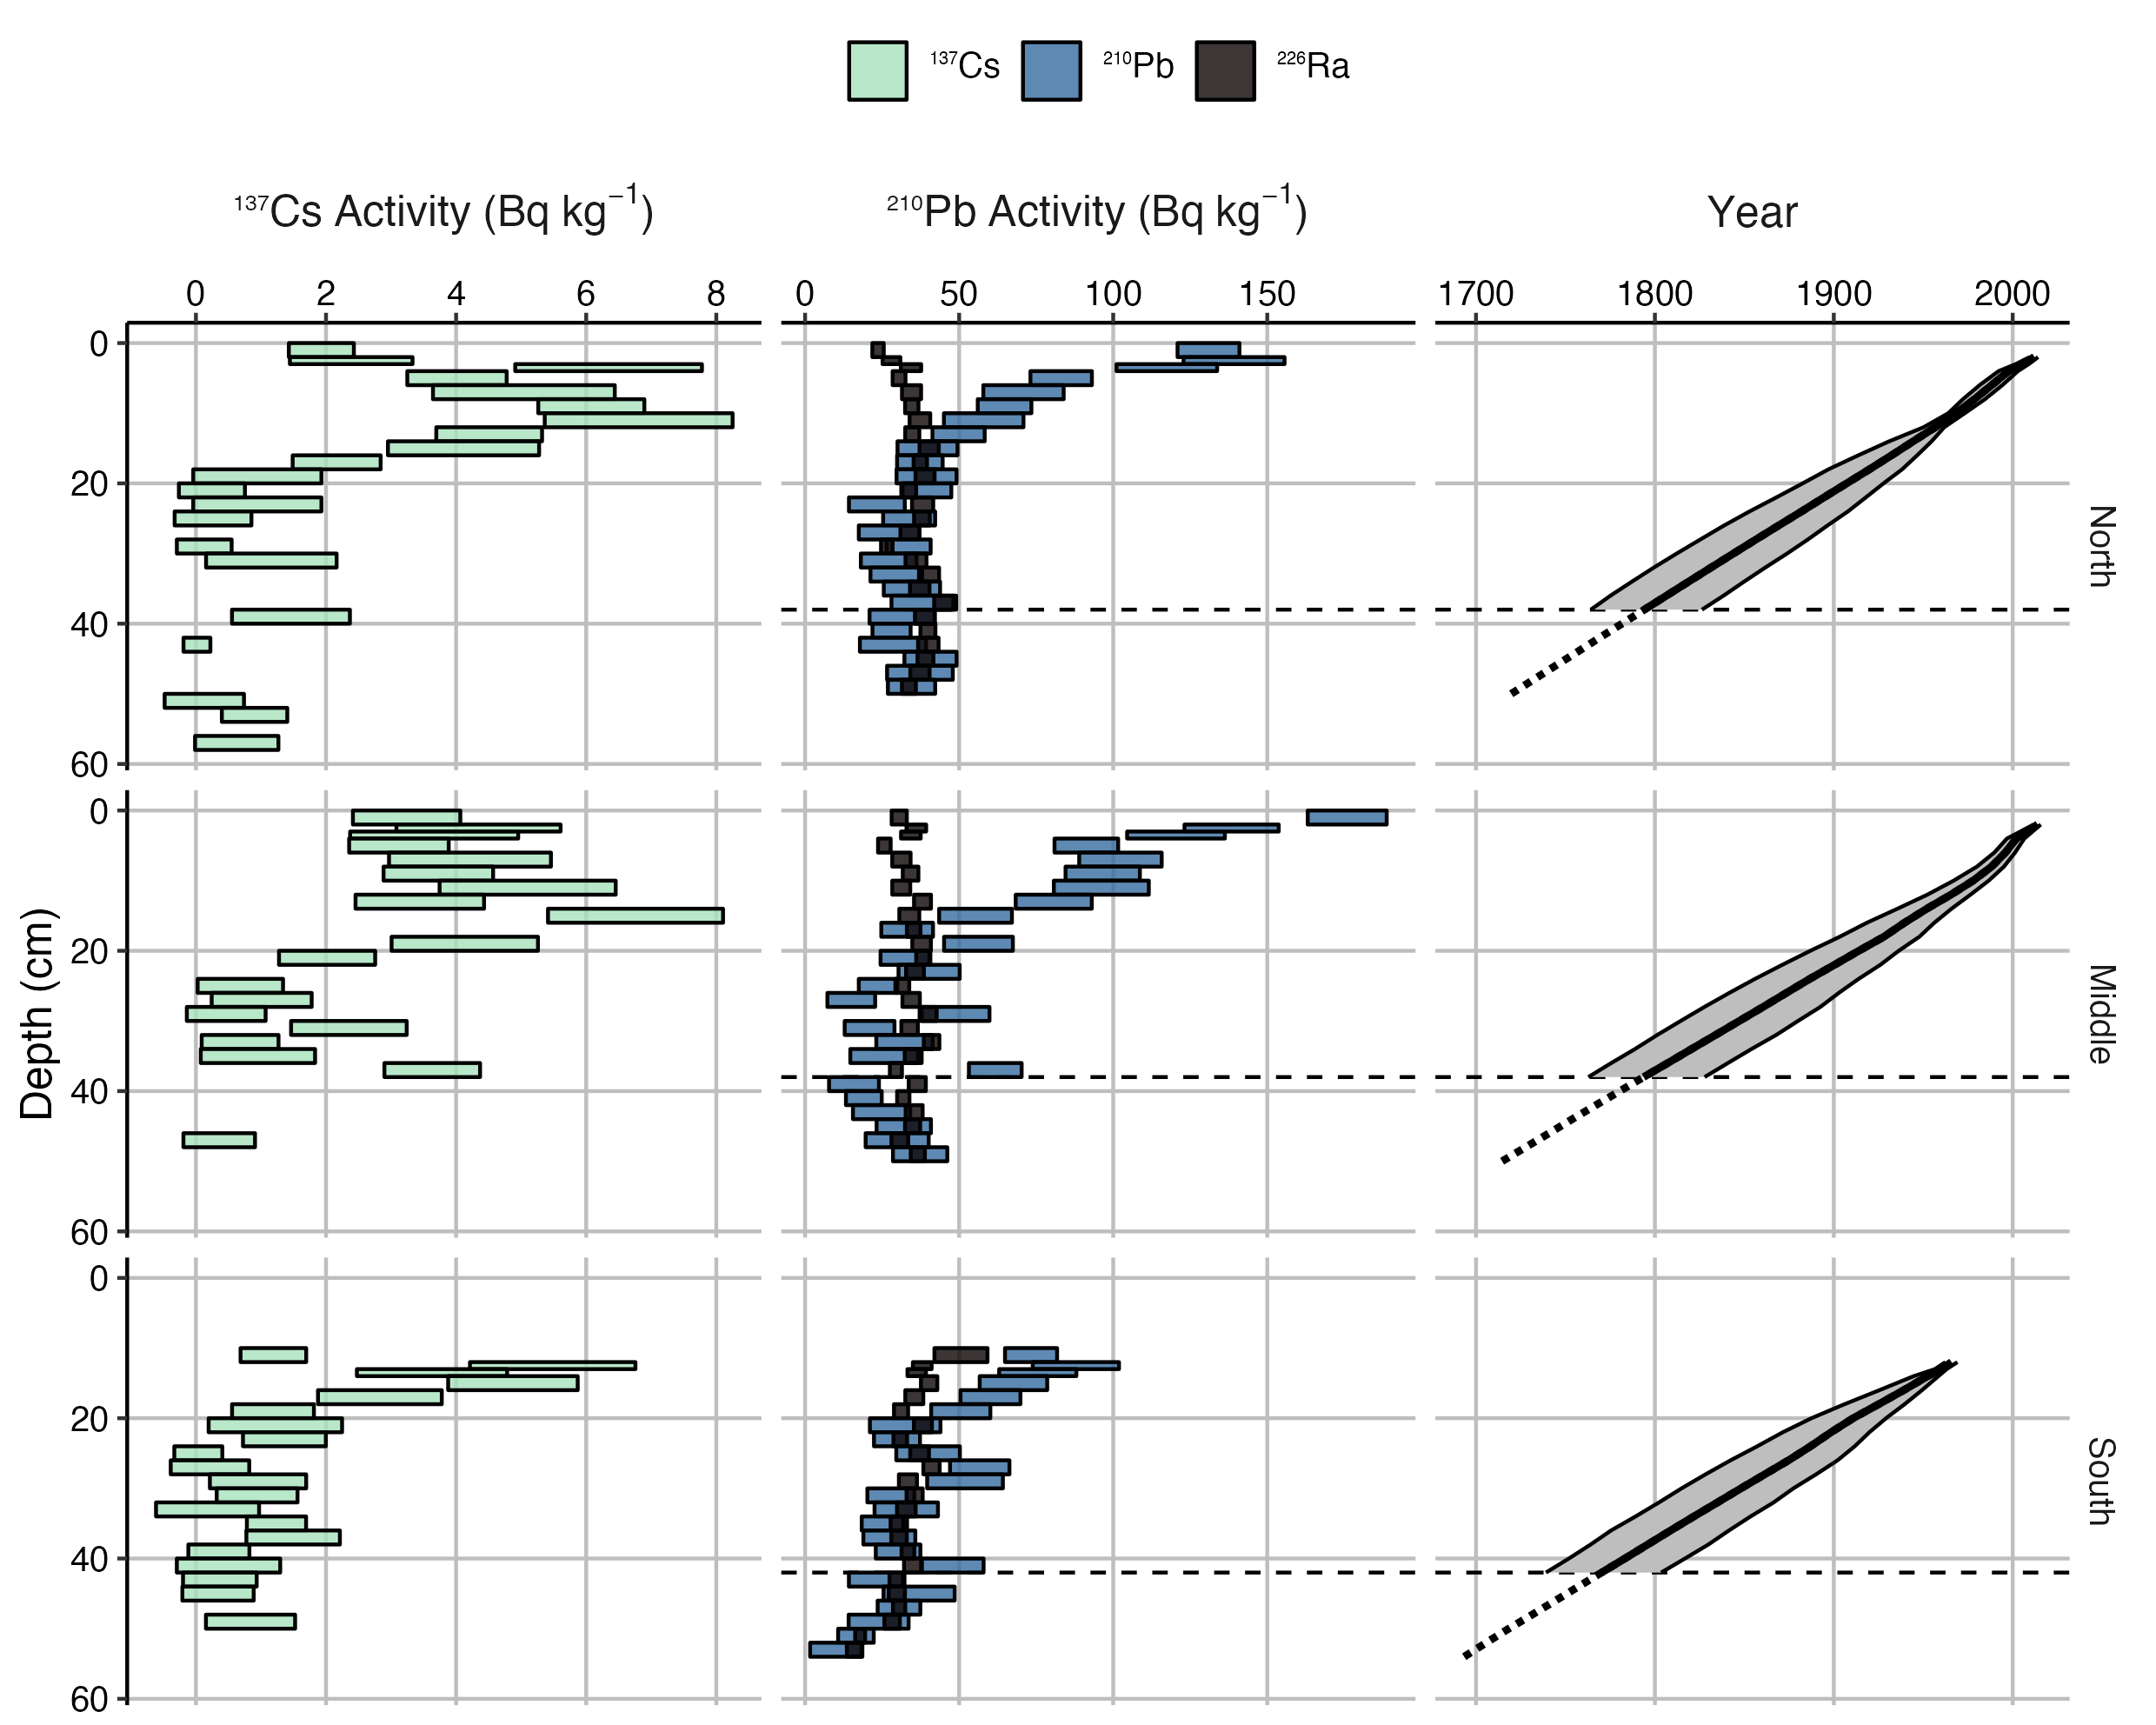 ¹³⁷Cs ²¹⁰Pb ²²⁶Ra
¹³⁷Cs Activity (Bq kg⁻¹) ²¹⁰Pb Activity (Bq kg⁻¹) Year
0 2 4 6 8 0 50 100 150 1700 1800 1900 2000
0
20
40
60
North
0
20
40
60
Middle
0
20
40
60
South
Depth (cm)